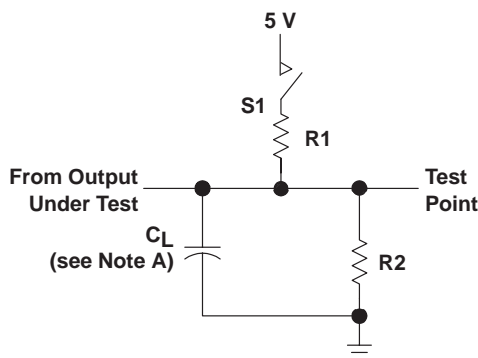 5 V
S1
R1
From Output
Under Test
Test
Point
CL
(see Note A)
R2